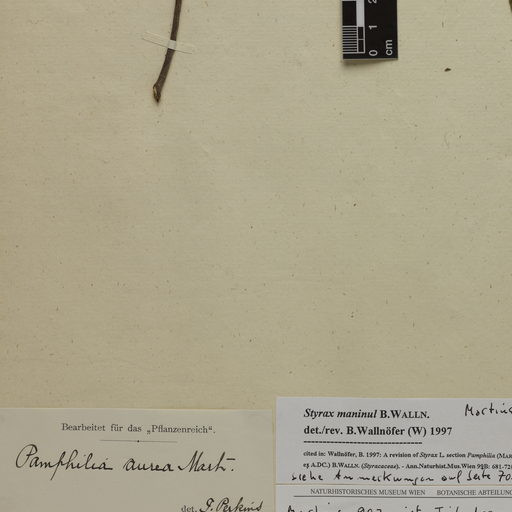 0 1 2
cm
Bearbeitet für das „Pflanzenreich“.
Pamphilia aurea Mart.
det. J. Perkins
Styrax maninul B.WALLN.
det./rev. B.Wallnöfer (W) 1997
cited in: Wallnöfer, B. 1997: A revision of Styrax L. section Pamphilia (MAR
ex A.DC.) B.WALLN. (Styracaceae). - Ann.Naturhist.Mus.Wien 99B: 681-72
siehe Anmerkungen auf Seite 70
NATURHISTORISCHES MUSEUM WIEN BOTANISCHE ABTEILUNG